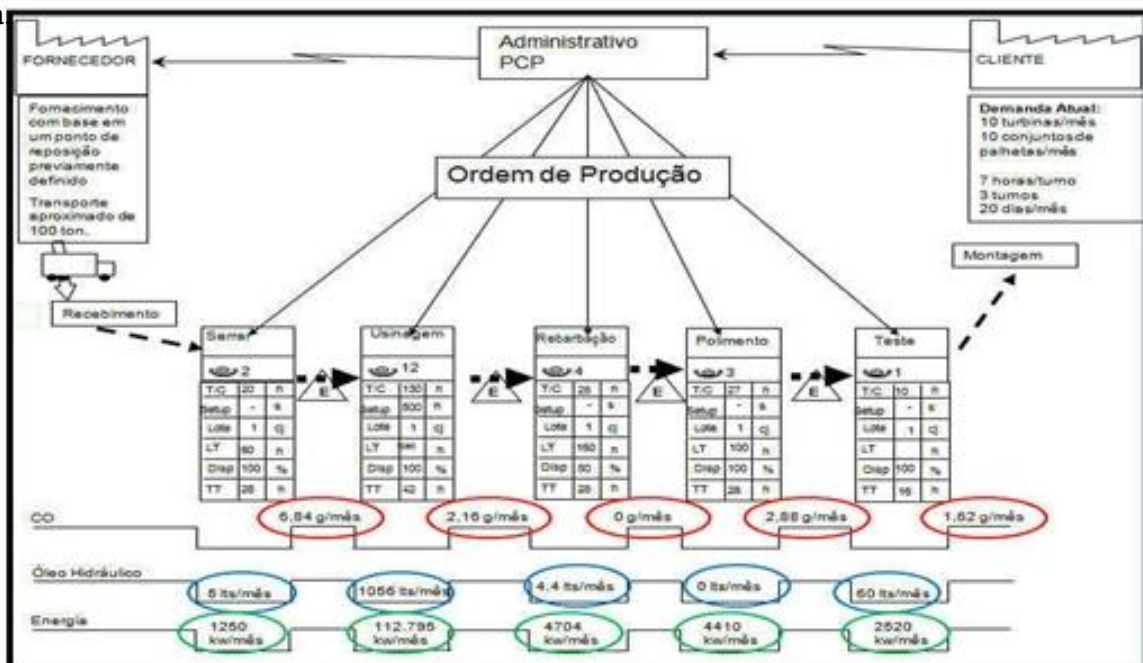 a
FORNECEDOR
Administrativo
PCP
CLIENTE
Fornecimento
com base em
um ponto de
reposição
previamente
definido
Transporte
aproximado de
100 ton.
Demanda Atual:
10 turbinas/mês
10 conjuntos de
palhetas/mês
7 horas/turno
3 turnos
20 dias/mês
Ordem de Produção
Recebimento
Montagem
Serrar
2
T/C 20 h
Setup - s
Lote 1 cj
LT 60 h
Disp 100 %
TT 28 h
E
Usinagem
12
T/C 130 h
Setup 500 h
Lote 1 cj
LT h
Disp 100 %
TT 42 h
E
Rebarbação
4
T/C 28 h
Setup - s
Lote 1 cj
LT 150 h
Disp 50 %
TT 28 h
E
Polimento
3
T/C 27 h
Setup - s
Lote 1 cj
LT 100 h
Disp 100 %
TT 28 h
E
Teste
1
T/C 10 h
Setup - s
Lote 1 cj
LT h
Disp 100 %
TT 16 h
CO
6,84 g/mês
2,16 g/mês
0 g/mês
2,88 g/mês
1,62 g/mês
Óleo Hidráulico
6 lts/mês
1056 lts/mês
4,4 lts/mês
0 lts/mês
60 lts/mês
Energia
1250
kw/mês
112.795
kw/mês
4704
kw/mês
4410
kw/mês
2520
kw/mês